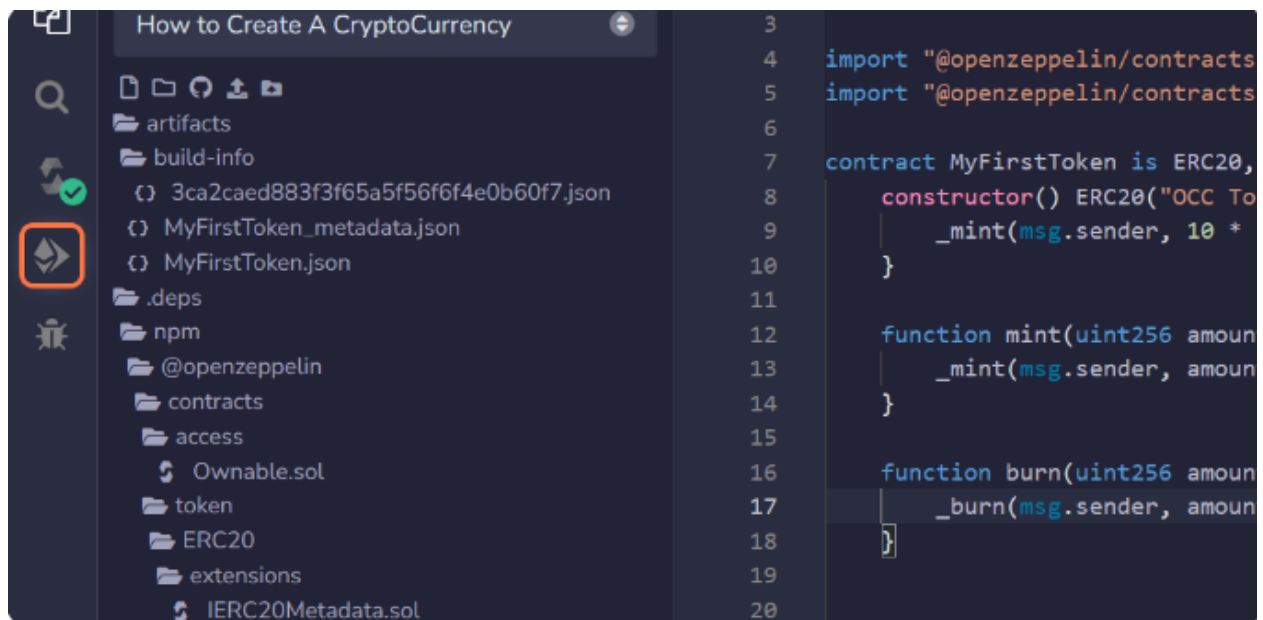 How to Create A CryptoCurrency
artifacts
build-info
{} 3ca2caed883f3f65a5f56f6f4e0b60f7.json
{} MyFirstToken_metadata.json
{} MyFirstToken.json
.deps
npm
@openzeppelin
contracts
access
Ownable.sol
token
ERC20
extensions
IERC20Metadata.sol
3
4 import "@openzeppelin/contracts
5 import "@openzeppelin/contracts
6
7 contract MyFirstToken is ERC20,
8 constructor() ERC20("OCC To
9 _mint(msg.sender, 10 *
10 }
11
12 function mint(uint256 amoun
13 _mint(msg.sender, amoun
14 }
15
16 function burn(uint256 amoun
17 _burn(msg.sender, amoun
18 }
19
20